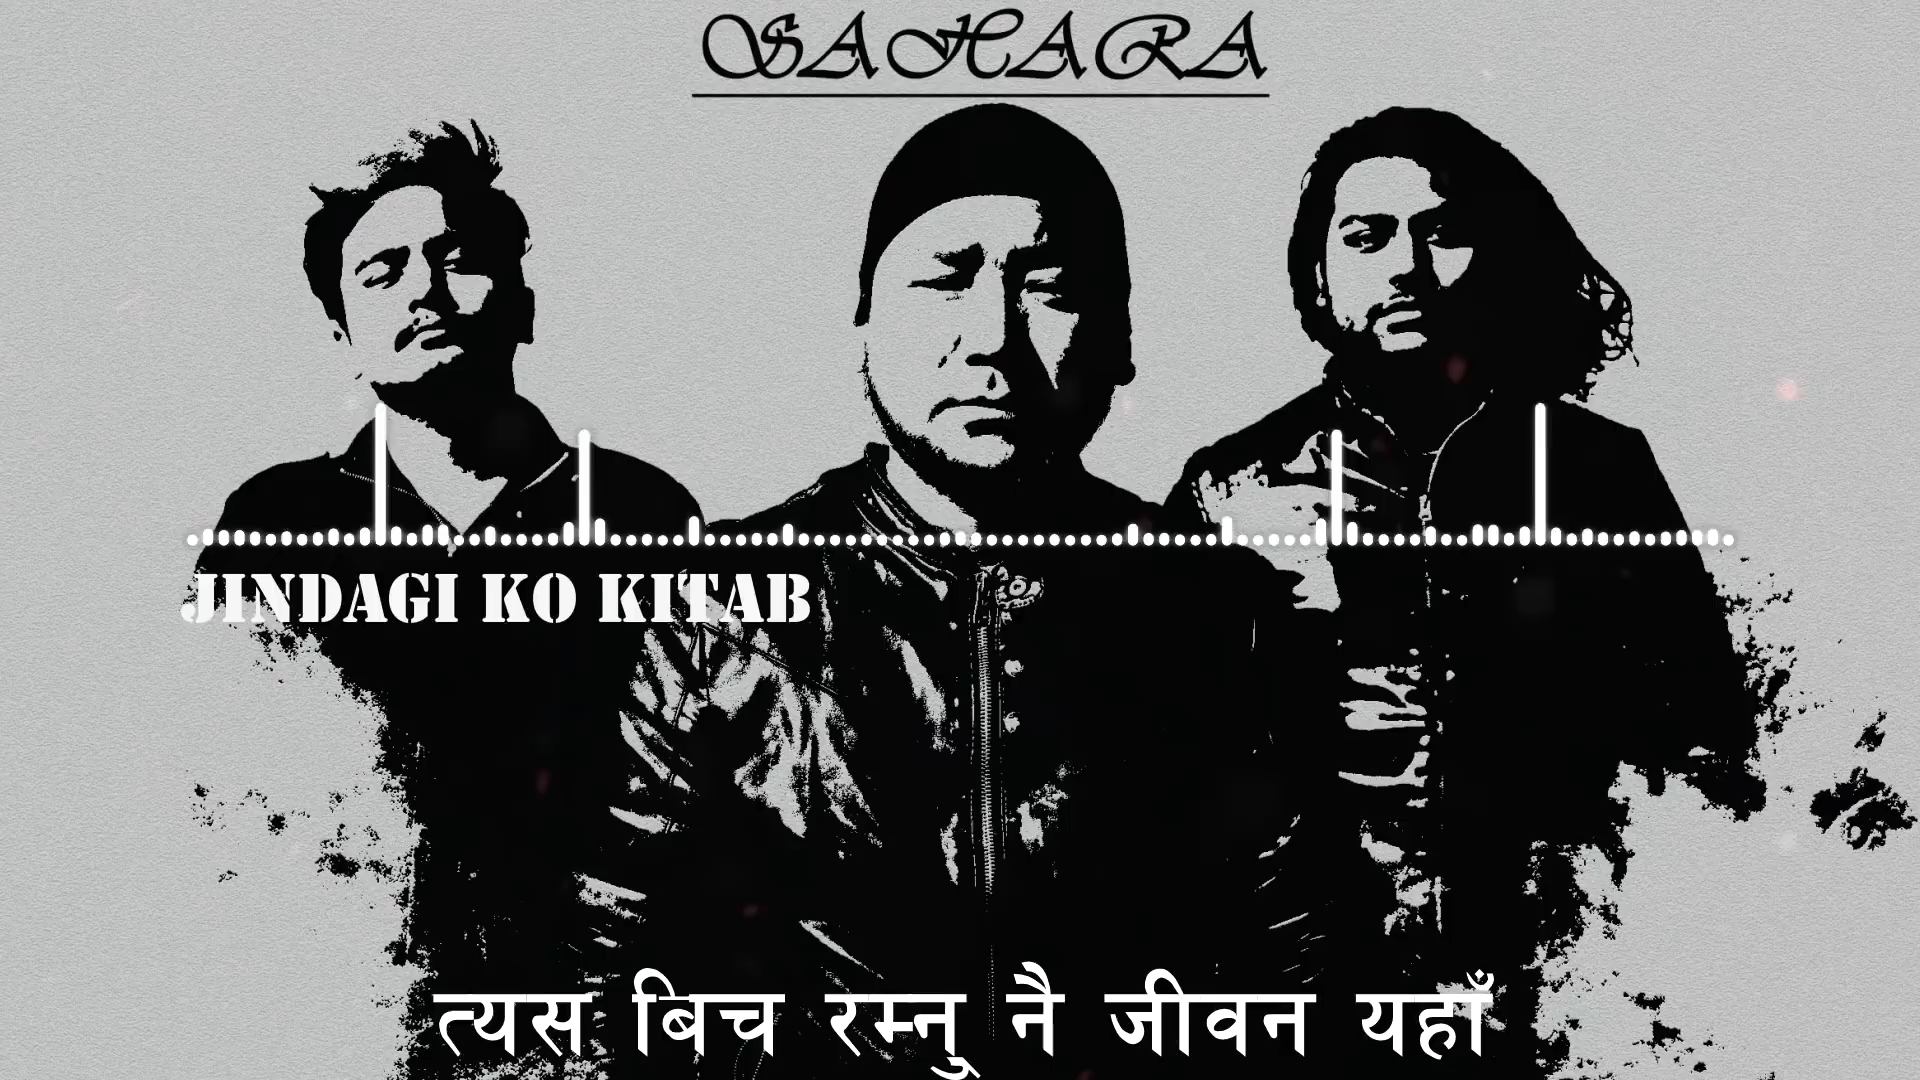 SAHARA
JINDAGI KO KITAB
त्यस बिच रम्नु नै जीवन यहाँ